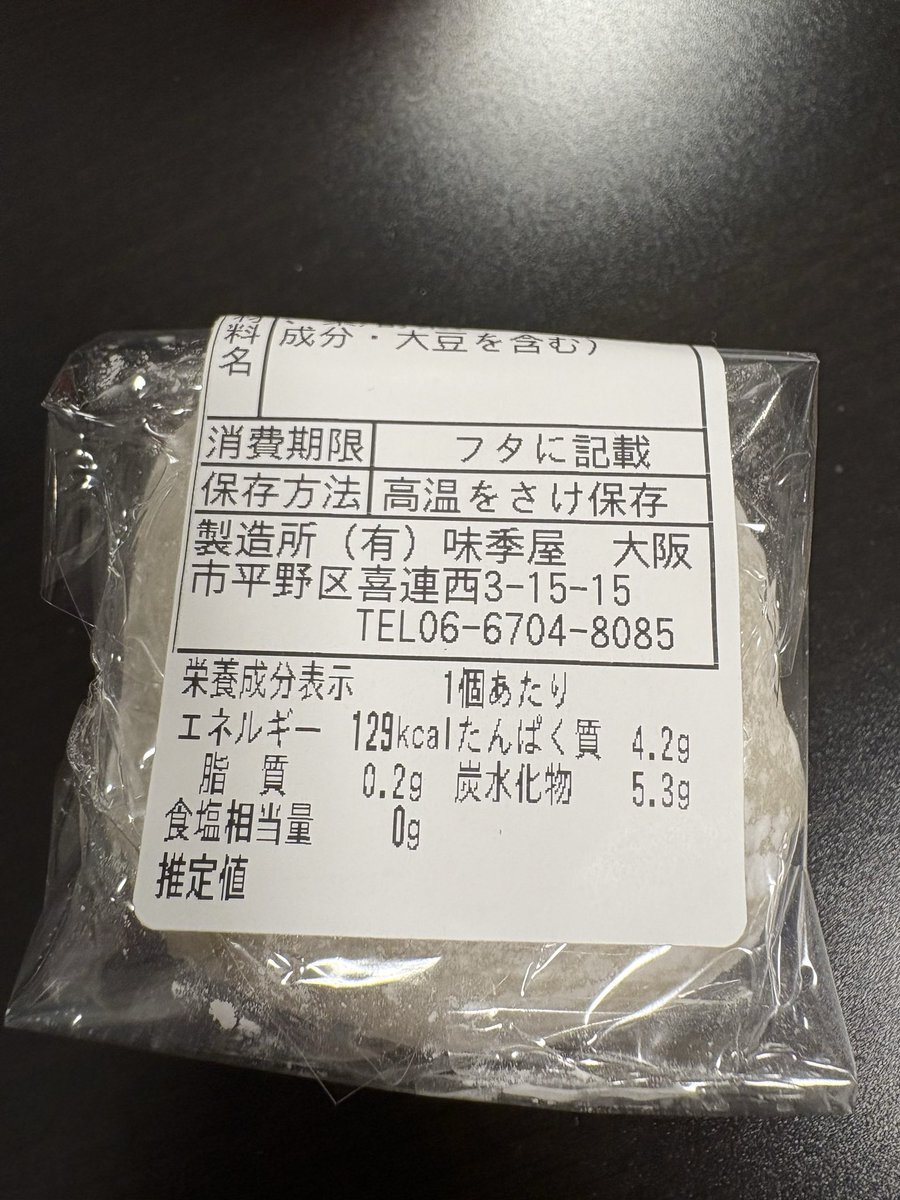 料名
成分・大豆を含む）
消費期限 フタに記載
保存方法 高温をさけ保存
製造所（有）味季屋 大阪
市平野区喜連西3-15-15
TEL06-6704-8085
栄養成分表示 1個あたり
エネルギー 129kcal たんぱく質 4.2g
脂質 0.2g 炭水化物 5.3g
食塩相当量 0g
推定値